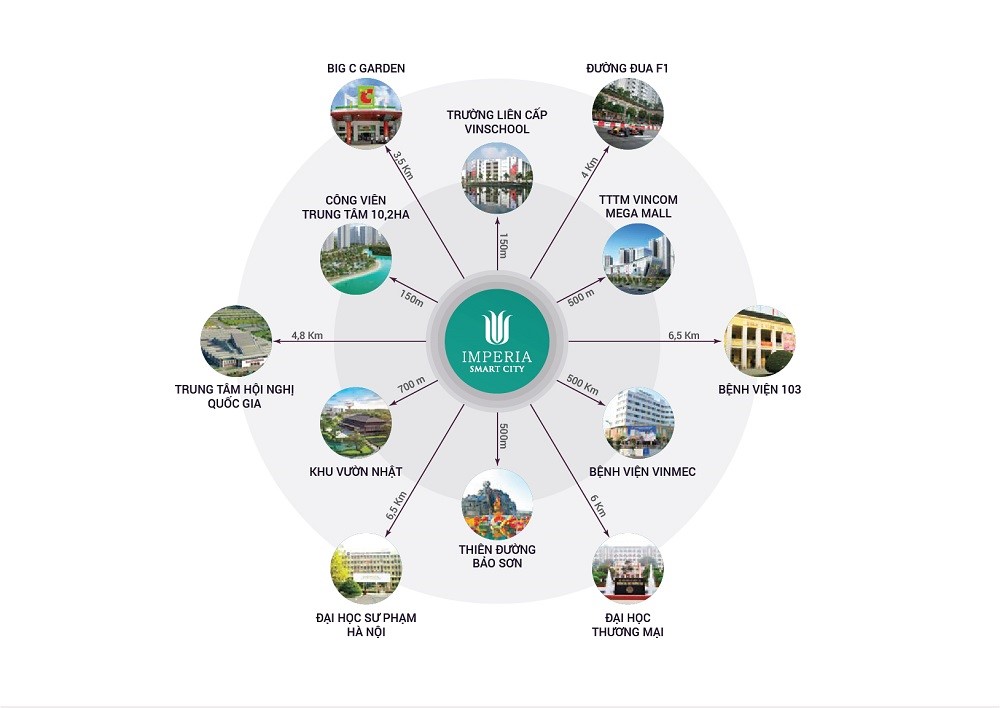 BIG C GARDEN
ĐƯỜNG ĐUA F1
TRƯỜNG LIÊN CẤP
VINSCHOOL
3,5 Km
4 Km
CÔNG VIÊN
TRUNG TÂM 10,2HA
TTTM VINCOM
MEGA MALL
150m
150m
500 m
4,8 Km
IMPERIA
SMART CITY
6,5 Km
TRUNG TÂM HỘI NGHỊ
QUỐC GIA
700 m
500 Km
BỆNH VIỆN 103
500m
KHU VƯỜN NHẬT
BỆNH VIỆN VINMEC
6,5 Km
6 Km
THIÊN ĐƯỜNG
BẢO SƠN
ĐẠI HỌC SƯ PHẠM
HÀ NỘI
ĐẠI HỌC
THƯƠNG MẠI